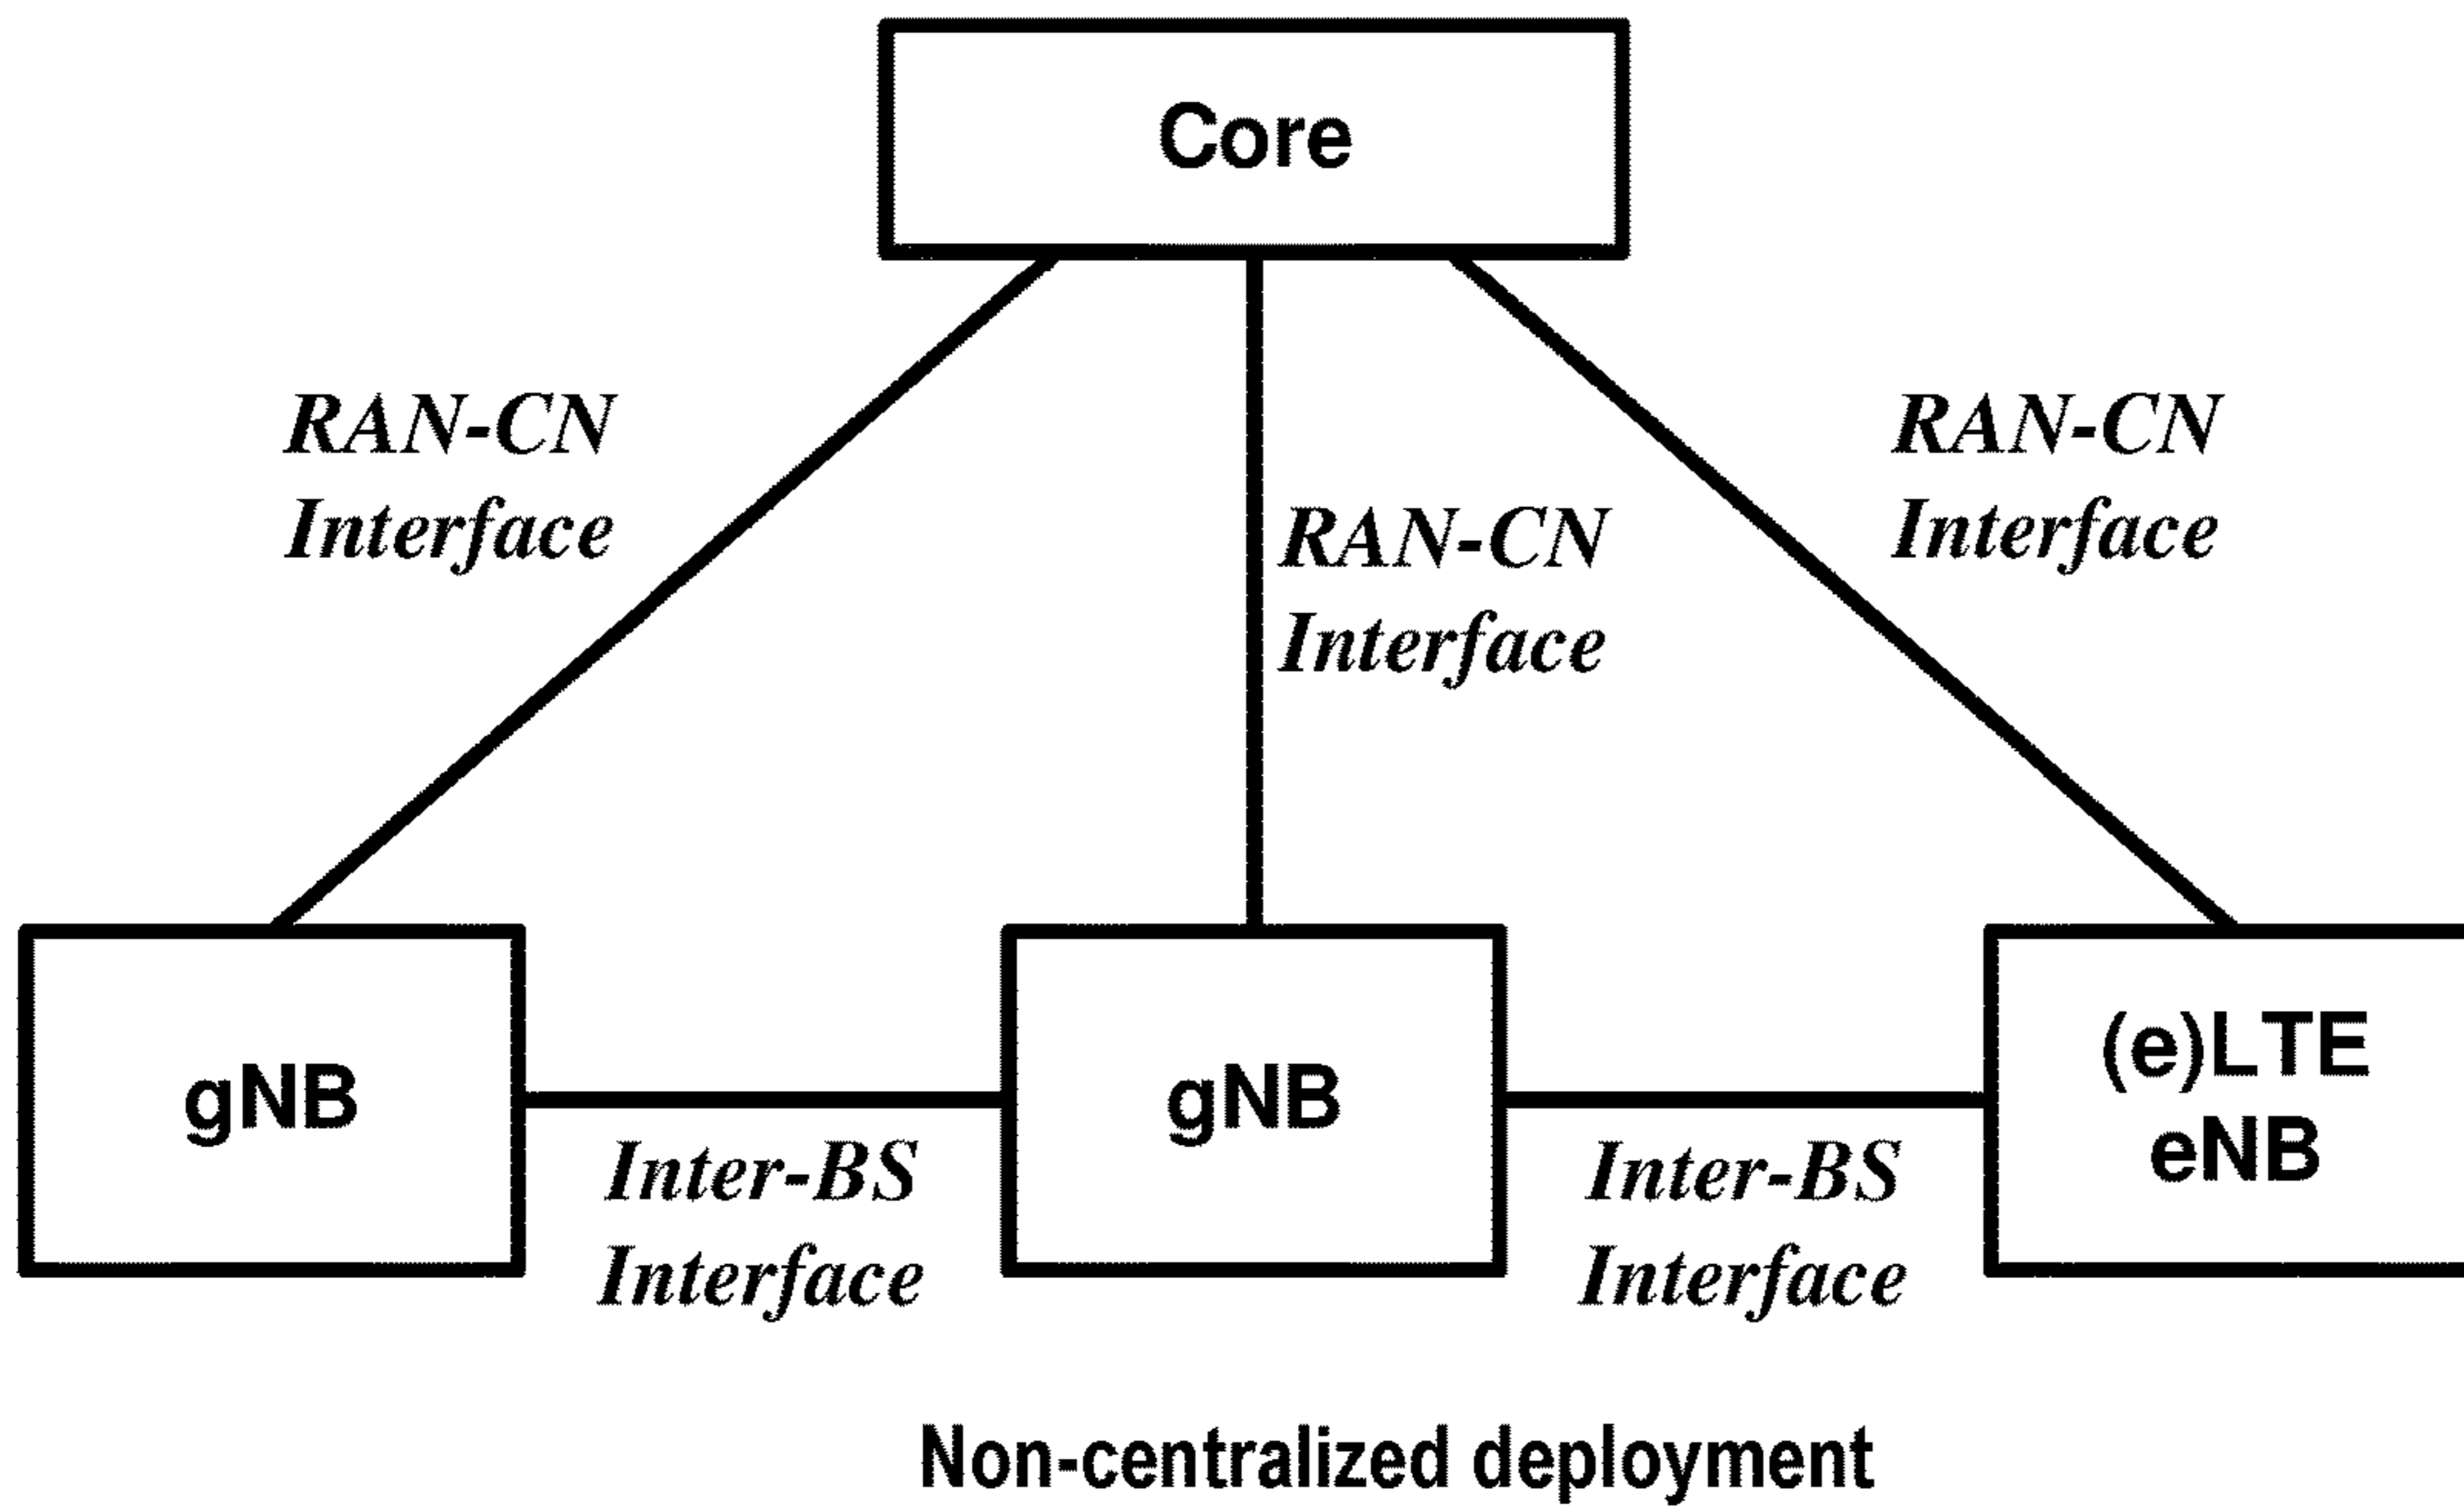 Core
RAN-CN
Interface
RAN-CN
Interface
RAN-CN
Interface
gNB
gNB
(e)LTE
eNB
Inter-BS
Interface
Inter-BS
Interface
Non-centralized deployment